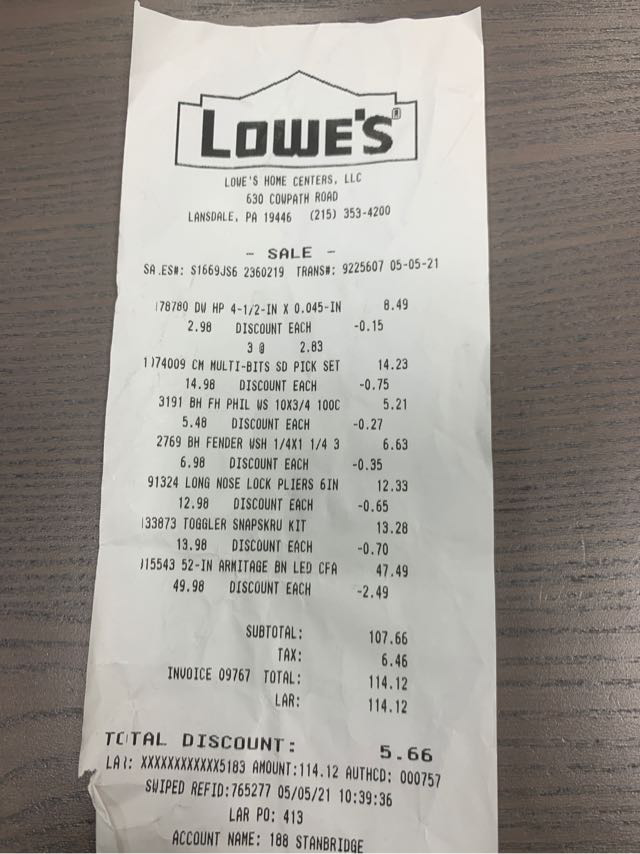 LOWE'S®
LOWE'S HOME CENTERS, LLC
630 COWPATH ROAD
LANSDALE, PA 19446 (215) 353-4200
- SALE -
SALES#: S1669JS6 2360219 TRANS#: 9225607 05-05-21
78780 DW HP 4-1/2-IN X 0.045-IN 8.49
2.98 DISCOUNT EACH -0.15
3 @ 2.83
74009 CM MULTI-BITS SD PICK SET 14.23
14.98 DISCOUNT EACH -0.75
3191 BH FH PHIL WS 10X3/4 100C 5.21
5.48 DISCOUNT EACH -0.27
2769 BH FENDER WSH 1/4X1 1/4 3 6.63
6.98 DISCOUNT EACH -0.35
91324 LONG NOSE LOCK PLIERS 6IN 12.33
12.98 DISCOUNT EACH -0.65
33873 TOGGLER SNAPSKRU KIT 13.28
13.98 DISCOUNT EACH -0.70
15543 52-IN ARMITAGE BN LED CFA 47.49
49.98 DISCOUNT EACH -2.49
SUBTOTAL: 107.66
TAX: 6.46
INVOICE 09767 TOTAL: 114.12
LAR: 114.12
TOTAL DISCOUNT: 5.66
LAR: XXXXXXXXXXXX5183 AMOUNT:114.12 AUTHCD: 000757
SWIPED REFID:765277 05/05/21 10:39:36
LAR PO: 413
ACCOUNT NAME: 188 STANBRIDGE